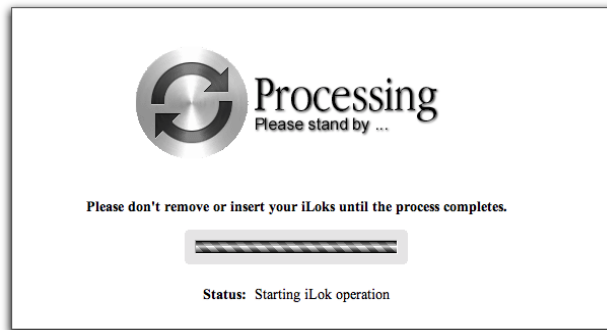 Processing
Please stand by ...
Please don't remove or insert your iLoks until the process completes.
Status: Starting iLok operation